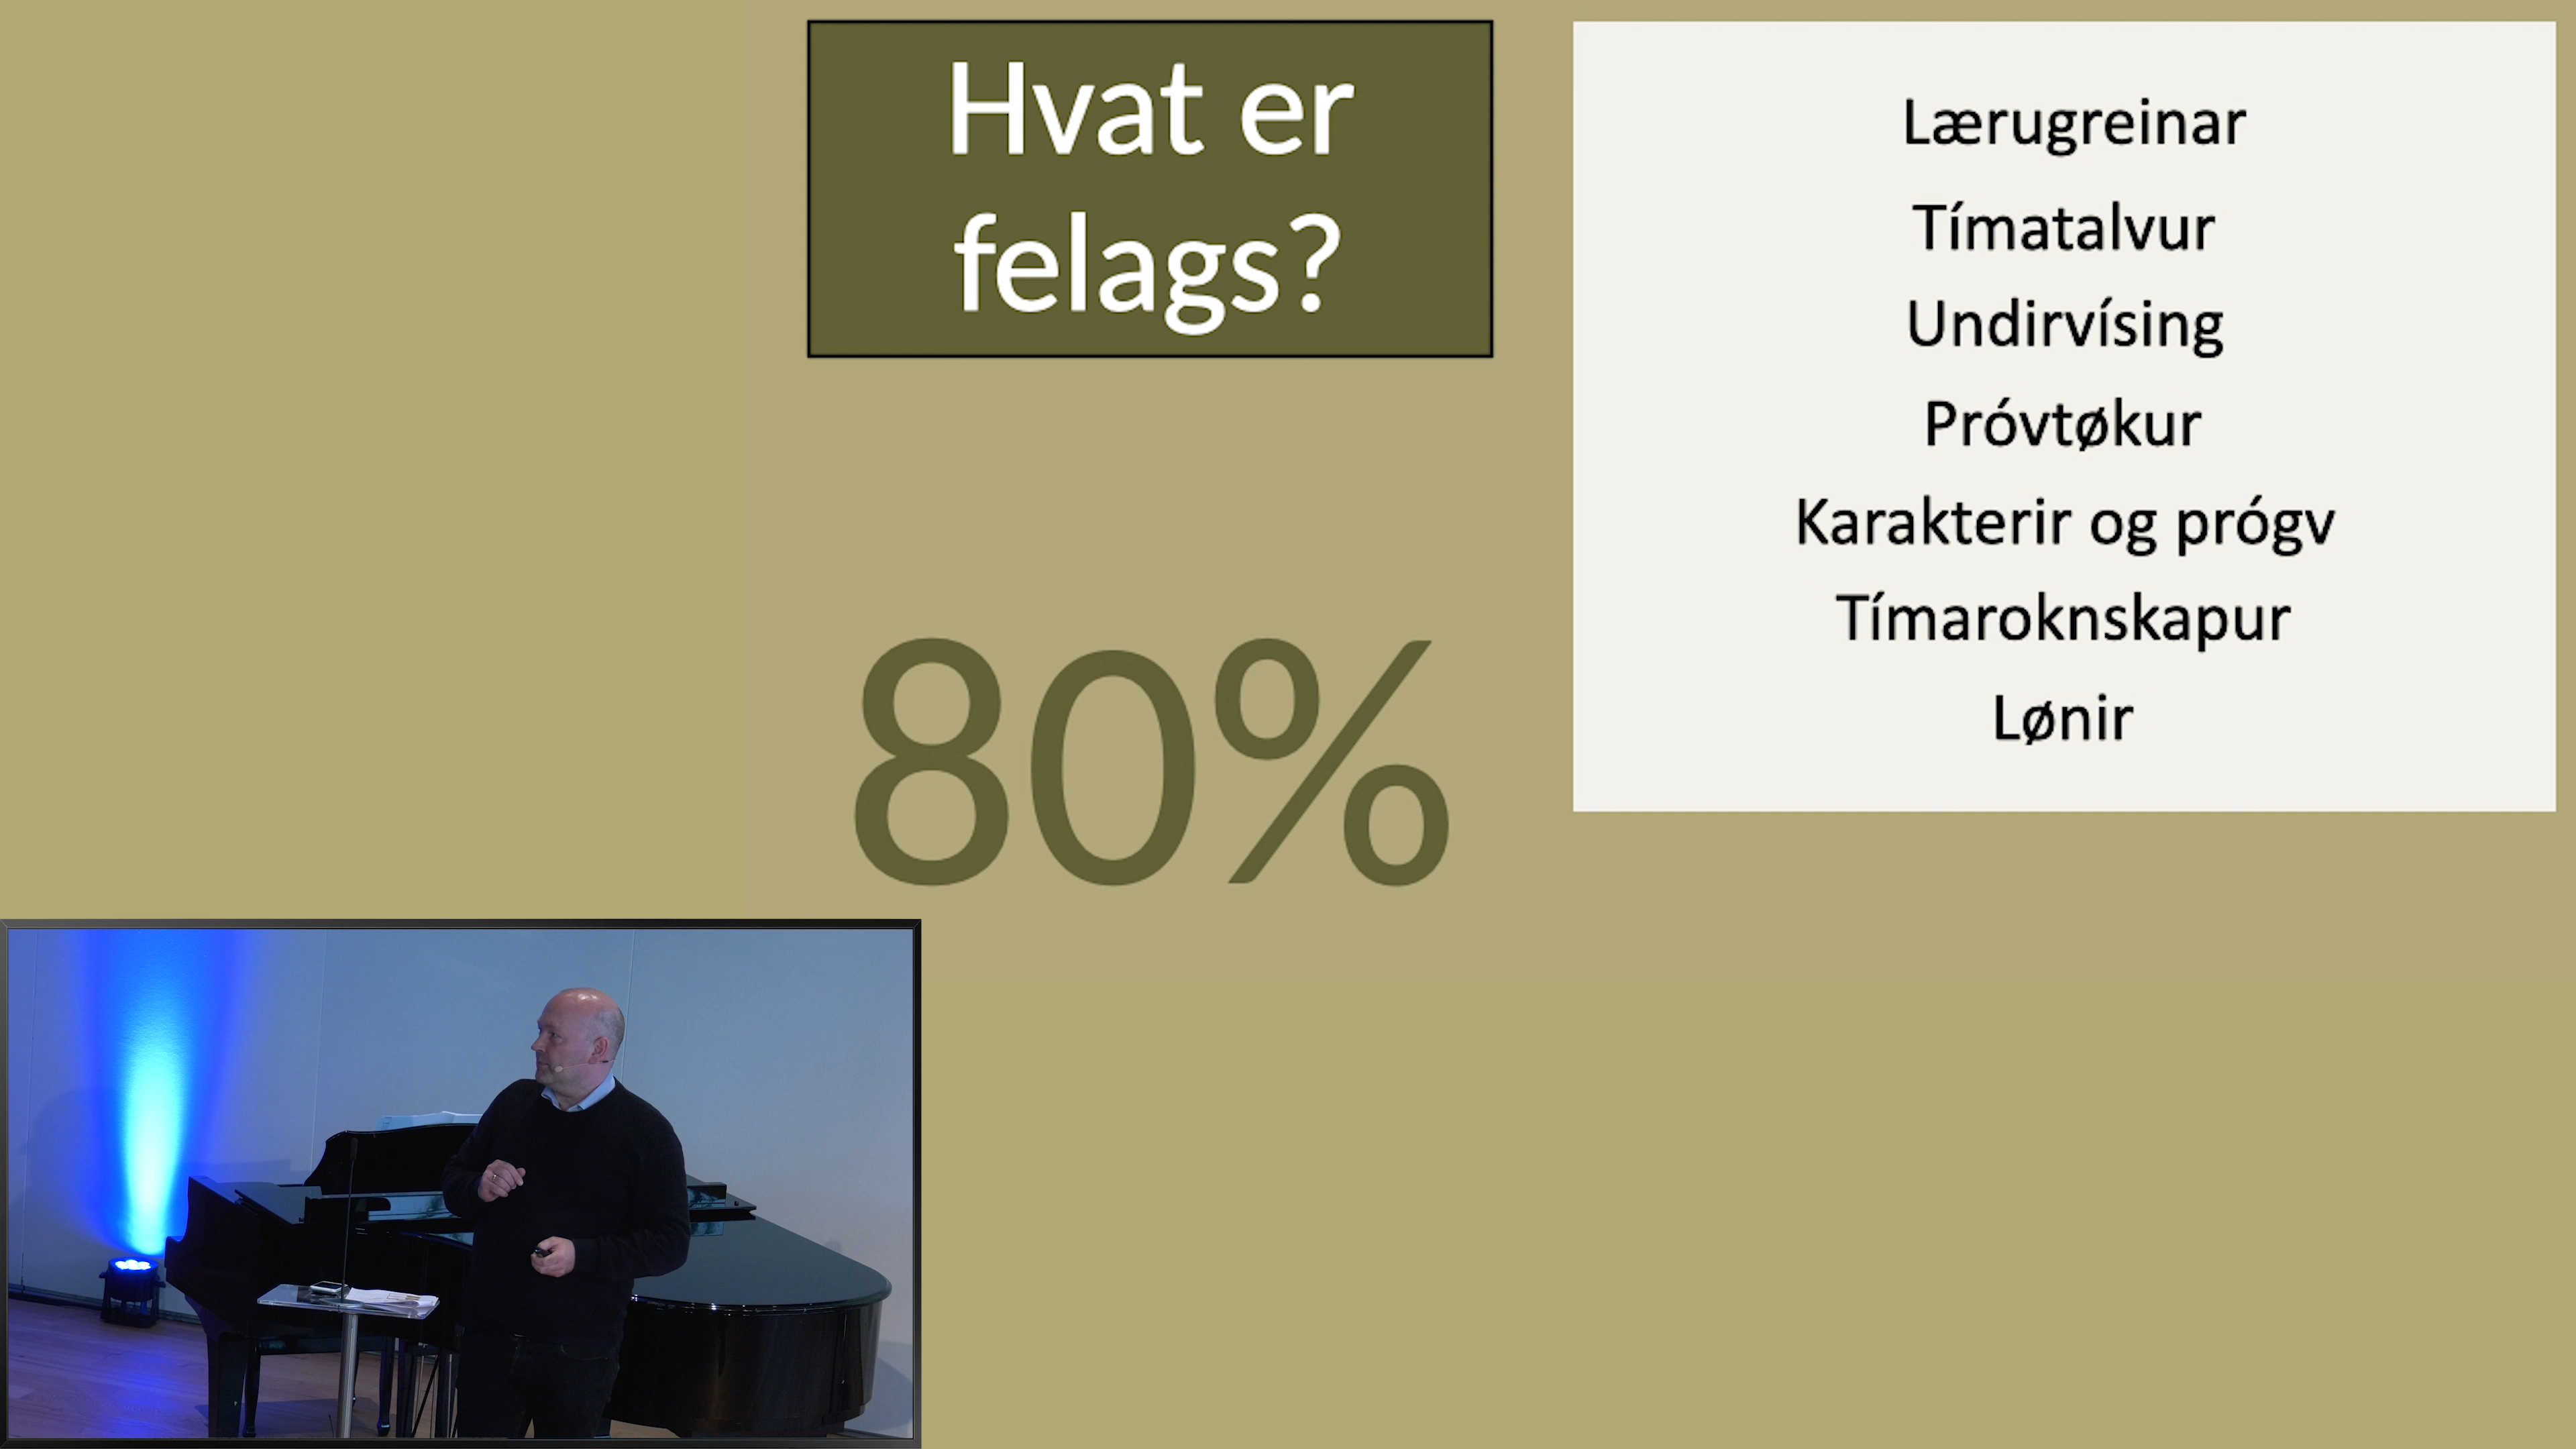 Hvat er
felags?
80%
Lærugreinar
Tímatalvur
Undirvísing
Próvtøkur
Karakterir og prógv
Tímaroknskapur
Lønir